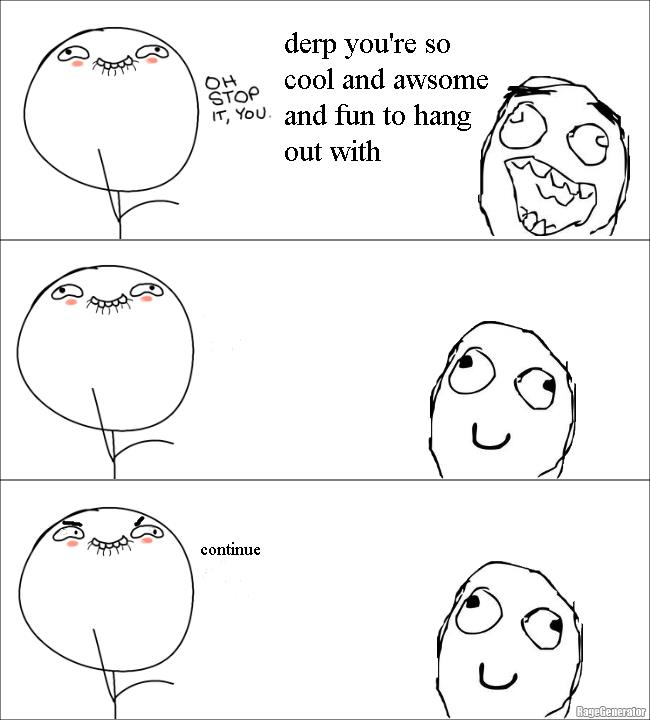 OH
STOP
IT, YOU.
derp you're so
cool and awsome
and fun to hang
out with
continue
RageGenerator